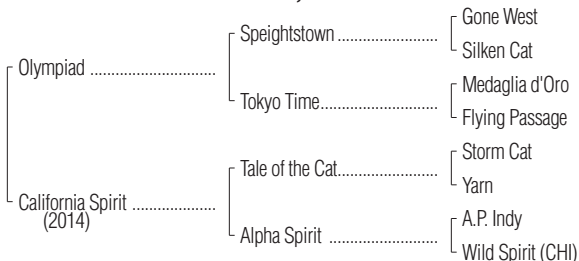 Gone West
Speightstown ........................
Silken Cat
Olympiad ..............................
Medaglia d'Oro
Tokyo Time............................
Flying Passage
Storm Cat
Tale of the Cat........................
Yarn
California Spirit ....................
(2014)
A.P. Indy
Alpha Spirit ..........................
Wild Spirit (CHI)